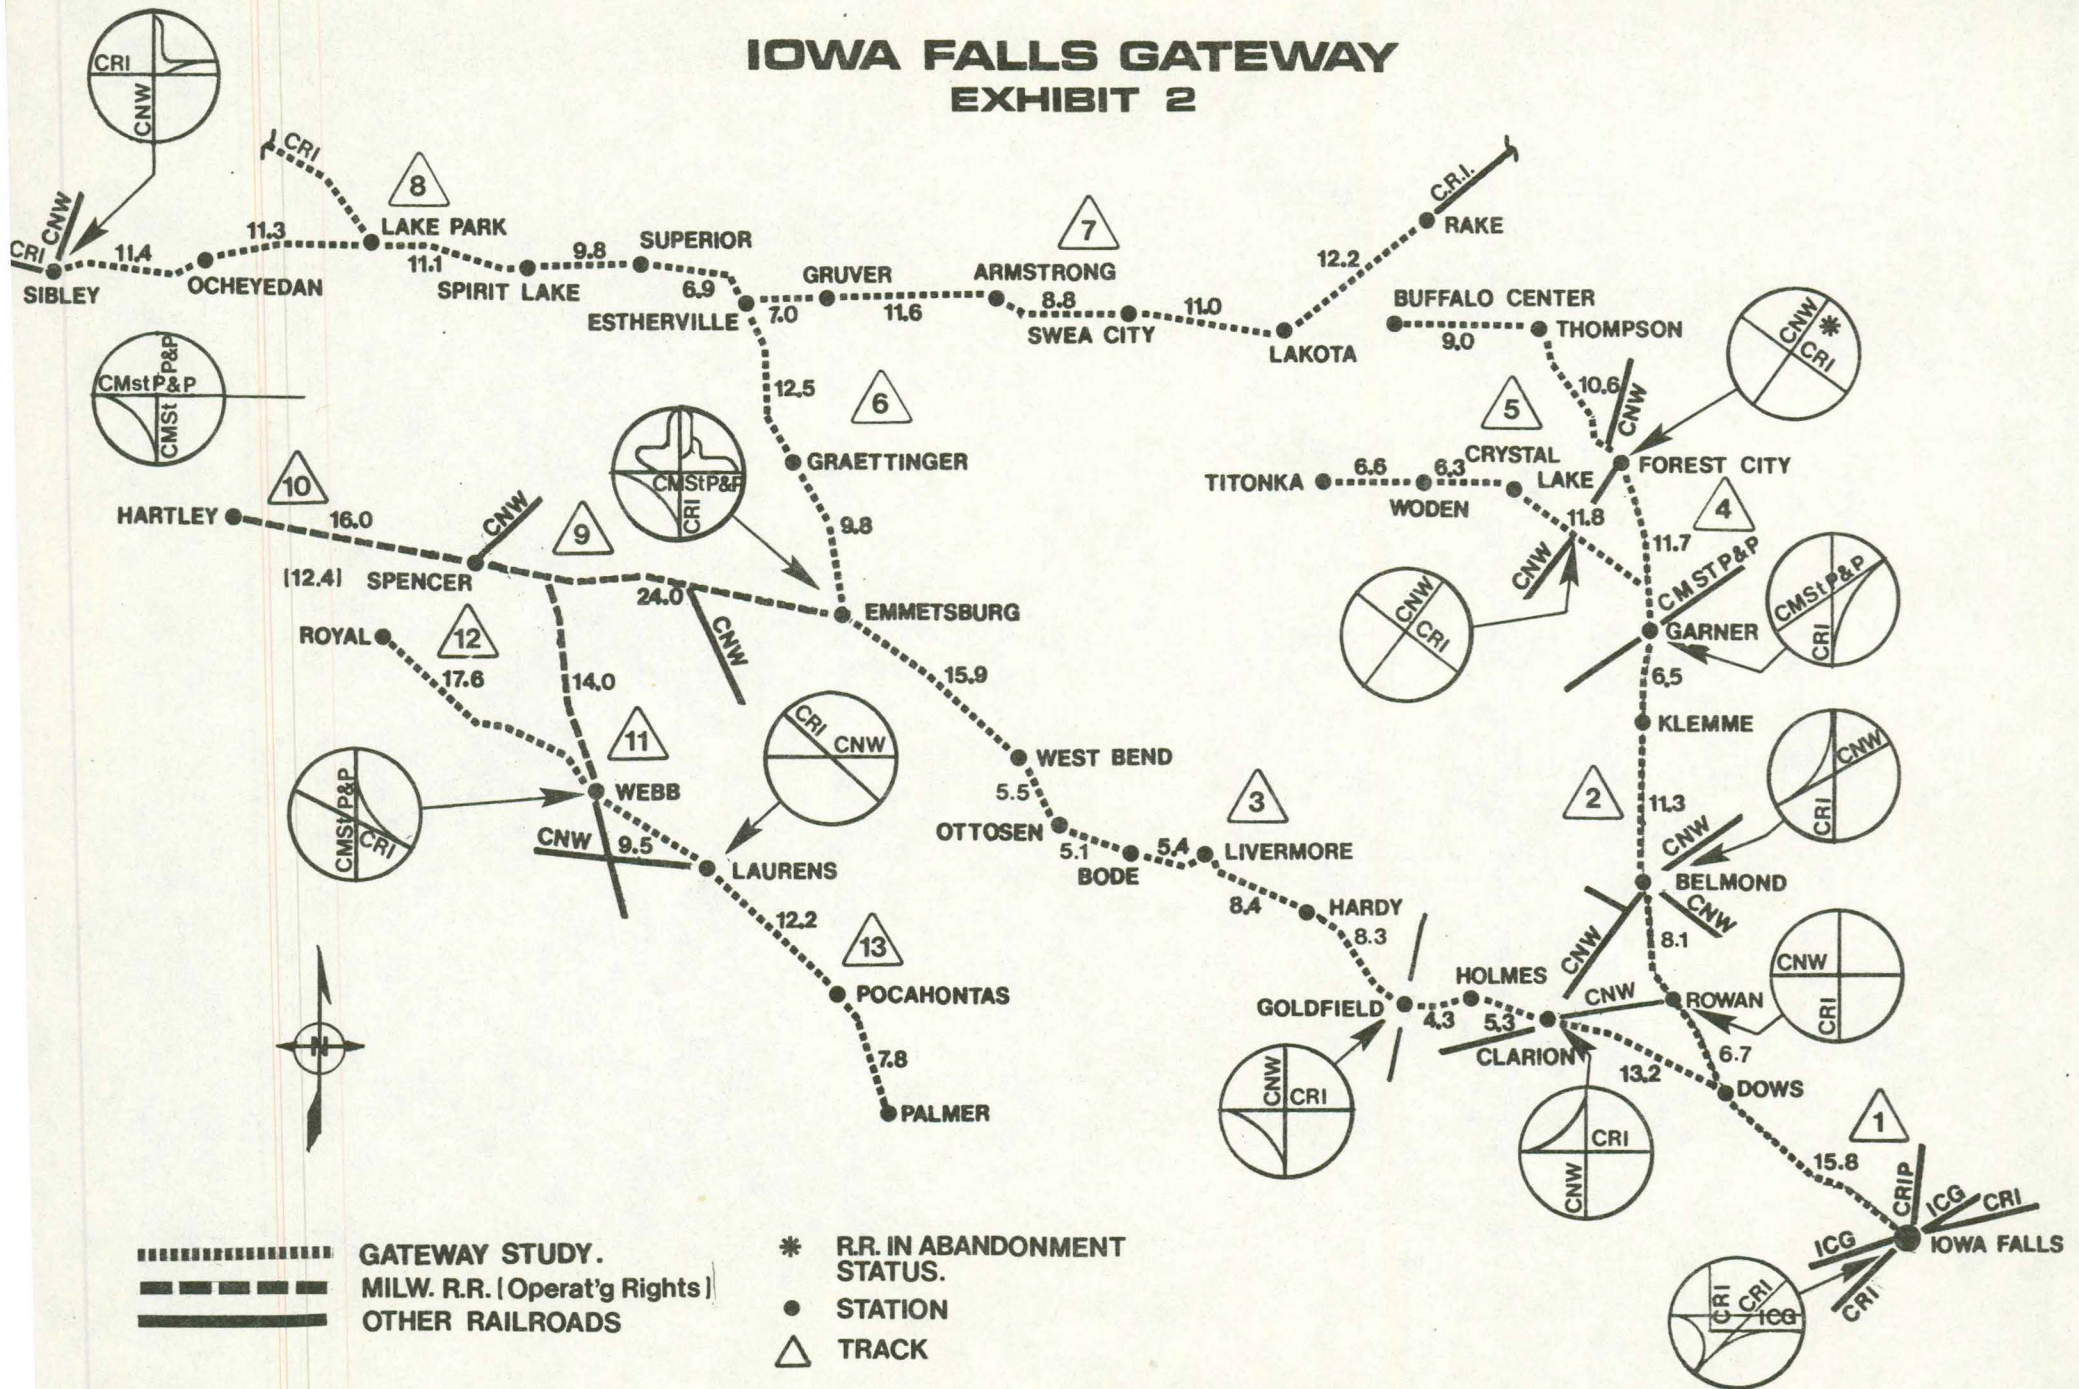 IOWA FALLS GATEWAY
EXHIBIT 2
CRI
CNW
CRI
8
LAKE PARK
CNW
CRI
11.4
11.3
11.1
9.8
SUPERIOR
SIBLEY
OCHEYEDAN
SPIRIT LAKE
6.9
ESTHERVILLE
7.0
GRUVER
11.6
ARMSTRONG
7
8.8
SWEA CITY
11.0
LAKOTA
12.2
C.R.I.
RAKE
BUFFALO CENTER
9.0
THOMPSON
CNW
*
CRI
10.6
CNW
5
CRYSTAL
LAKE
FOREST CITY
TITONKA
6.6
WODEN
6.3
11.8
CNW
4
11.7
CM ST P&P
CNW
CRI
CMSt P&P
CRI
GARNER
6.5
KLEMME
CMSt P&P
CMSt P&P
12.5
6
GRAETTINGER
CMSt P&P
CRI
9.8
10
HARTLEY
16.0
CNW
9
[12.4]
SPENCER
24.0
EMMETSBURG
CNW
ROYAL
12
17.6
14.0
15.9
11
CRI
CNW
WEST BEND
5.5
WEBB
CMSt P&P
CRI
CNW
9.5
LAURENS
OTTOSEN
5.1
BODE
5.4
3
LIVERMORE
8.4
HARDY
8.3
2
11.3
CNW
CRI
CNW
BELMOND
CNW
CNW
8.1
12.2
13
POCAHONTAS
7.8
PALMER
GOLDFIELD
4.3
HOLMES
5.3
CLARION
CNW
ROWAN
CNW
CRI
6.7
13.2
DOWS
CNW
CRI
CRI
CNW
1
15.8
CRIP
ICG
CRI
ICG
IOWA FALLS
CRI
CRI
CRI
ICG
N
GATEWAY STUDY.
MILW. R.R. [Operat'g Rights]
OTHER RAILROADS
* R.R. IN ABANDONMENT
STATUS.
STATION
TRACK